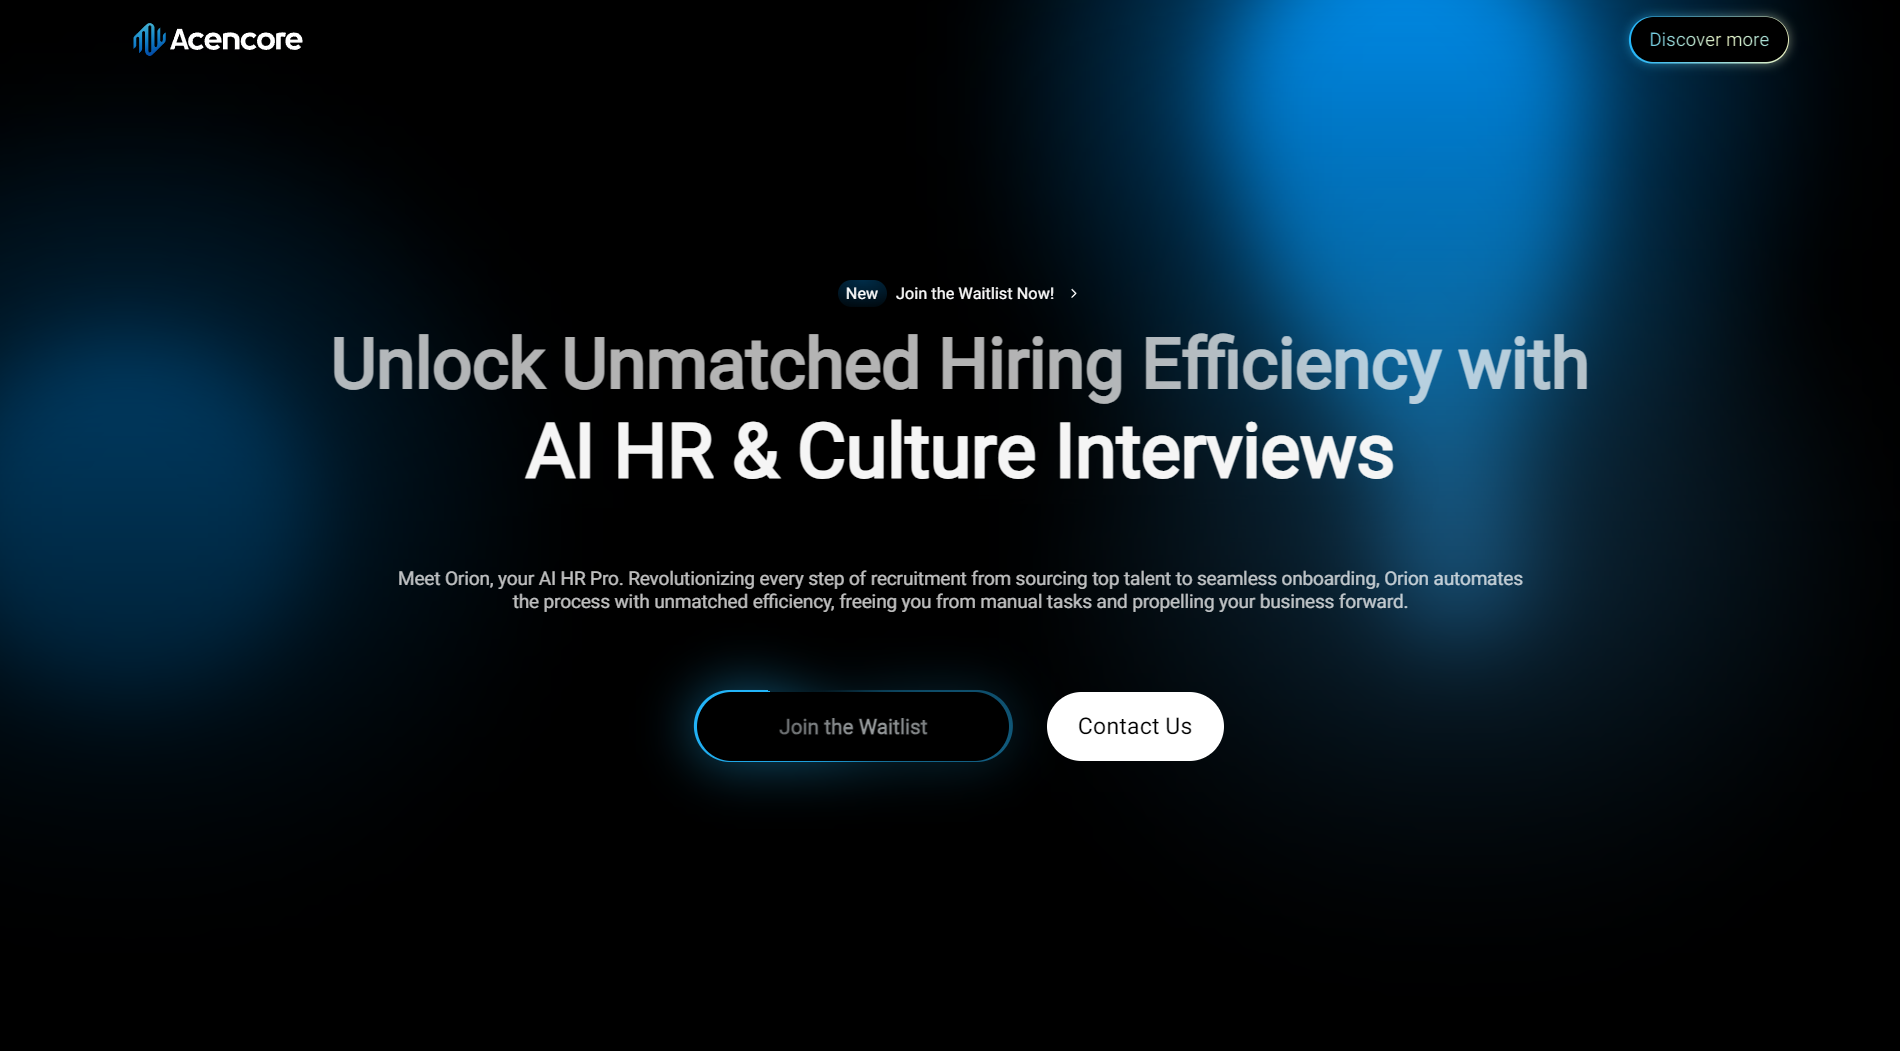 Acencore
Discover more
New Join the Waitlist Now!
Unlock Unmatched Hiring Efficiency with
AI HR & Culture Interviews
Meet Orion, your AI HR Pro. Revolutionizing every step of recruitment from sourcing top talent to seamless onboarding, Orion automates
the process with unmatched efficiency, freeing you from manual tasks and propelling your business forward.
Join the Waitlist
Contact Us